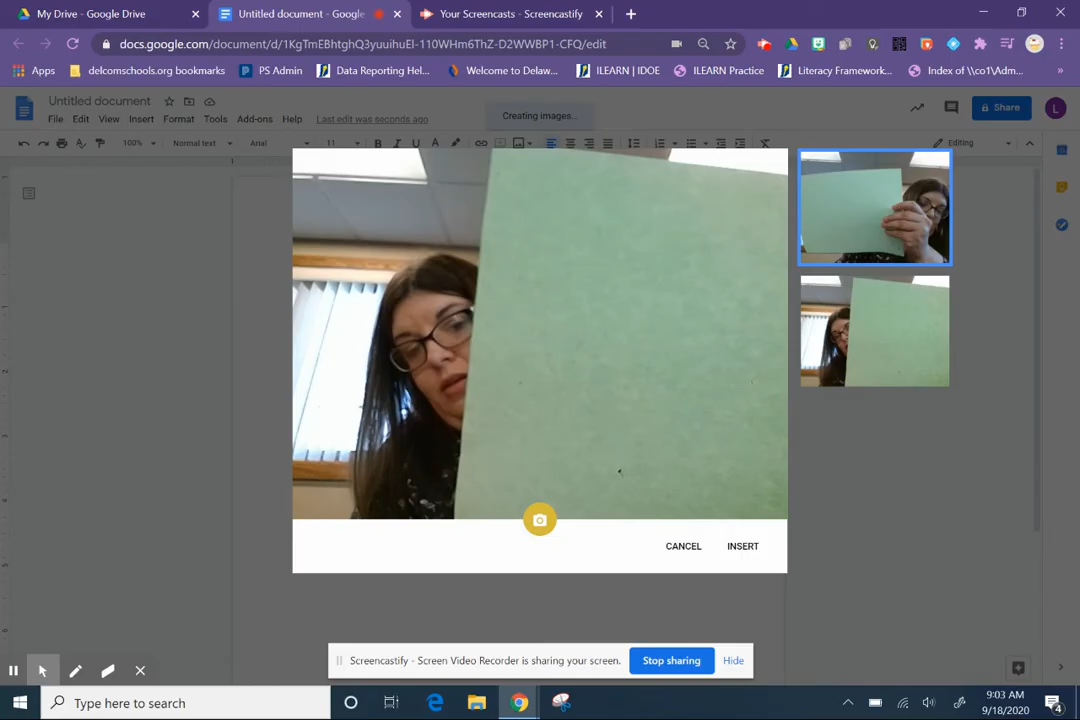 My Drive - Google Drive
Untitled document - Google
Your Screencasts - Screencastify
docs.google.com/document/d/1KgTmEBhtghQ3yuuihuEl-110WHm6ThZ-D2WWBP1-CFQ/edit
Apps
delcomschools.org bookmarks
PS Admin
Data Reporting Hel...
Welcome to Delaw...
ILEARN | IDOE
ILEARN Practice
Literacy Framework...
Index of \\co1\Adm...
Untitled document
File Edit View Insert Format Tools Add-ons Help Last edit was seconds ago
Creating images...
Share
L
100% Normal text Arial 11
Editing
CANCEL INSERT
Screencastify - Screen Video Recorder is sharing your screen.
Stop sharing
Hide
Type here to search
9:03 AM
9/18/2020
4